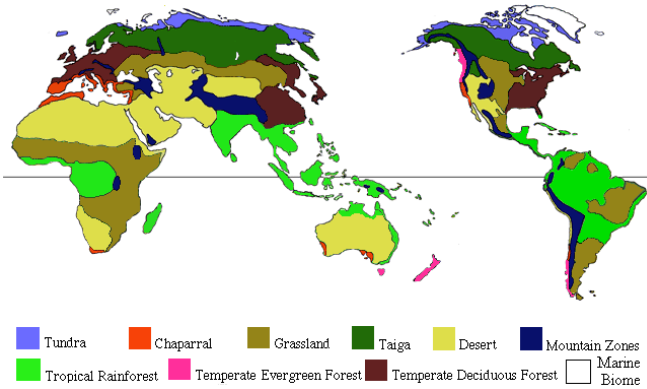 Tundra Chaparral Grassland Taiga Desert Mountain Zones
Tropical Rainforest Temperate Evergreen Forest Temperate Deciduous Forest Marine Biome